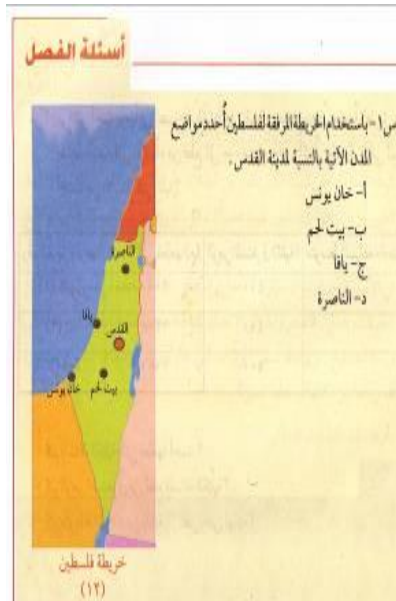 أسئلة الفصل
س١- باستخدام الخريطة المرفقة لفلسطين أُحدد مواضع
المدن الآتية بالنسبة لمدينة القدس.
أ- خان يونس
ب- بيت لحم
ج- يافا
د- الناصرة
الناصرة
يافا
القدس
بيت لحم
خان يونس
خريطة فلسطين
(١٢)